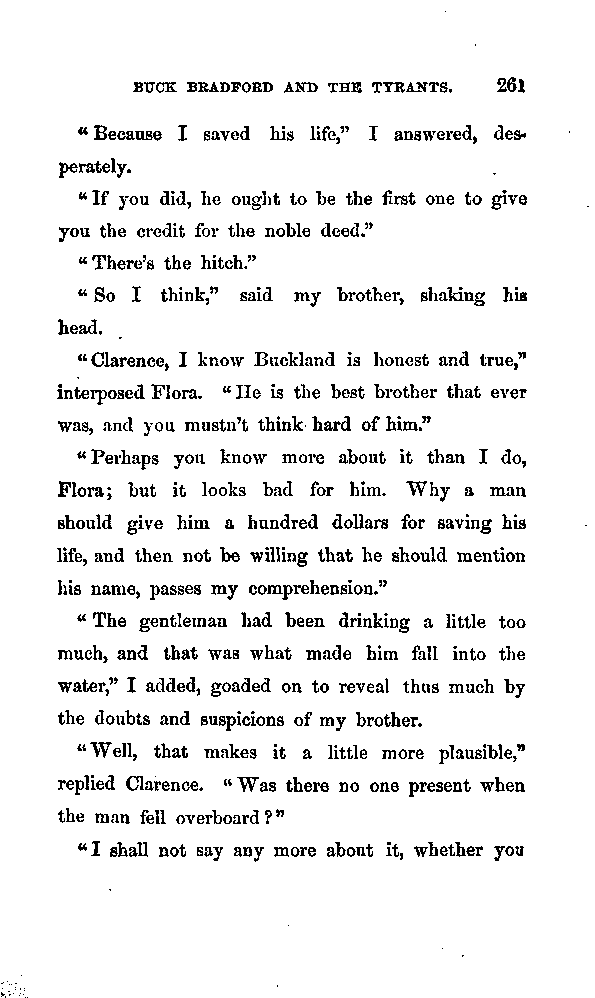 BUCK BRADFORD AND THE TYRANTS. 261
“Because I saved his life,” I answered, des-
perately.
“If you did, he ought to be the first one to give
you the credit for the noble deed.”
“There's the hitch.”
“So I think,” said my brother, shaking his
head.
“Clarence, I know Buckland is honest and true,”
interposed Flora. “He is the best brother that ever
was, and you mustn't think hard of him.”
“Perhaps you know more about it than I do,
Flora; but it looks bad for him. Why a man
should give him a hundred dollars for saving his
life, and then not be willing that he should mention
his name, passes my comprehension.”
“The gentleman had been drinking a little too
much, and that was what made him fall into the
water,” I added, goaded on to reveal thus much by
the doubts and suspicions of my brother.
“Well, that makes it a little more plausible,”
replied Clarence. “Was there no one present when
the man fell overboard?”
“I shall not say any more about it, whether you